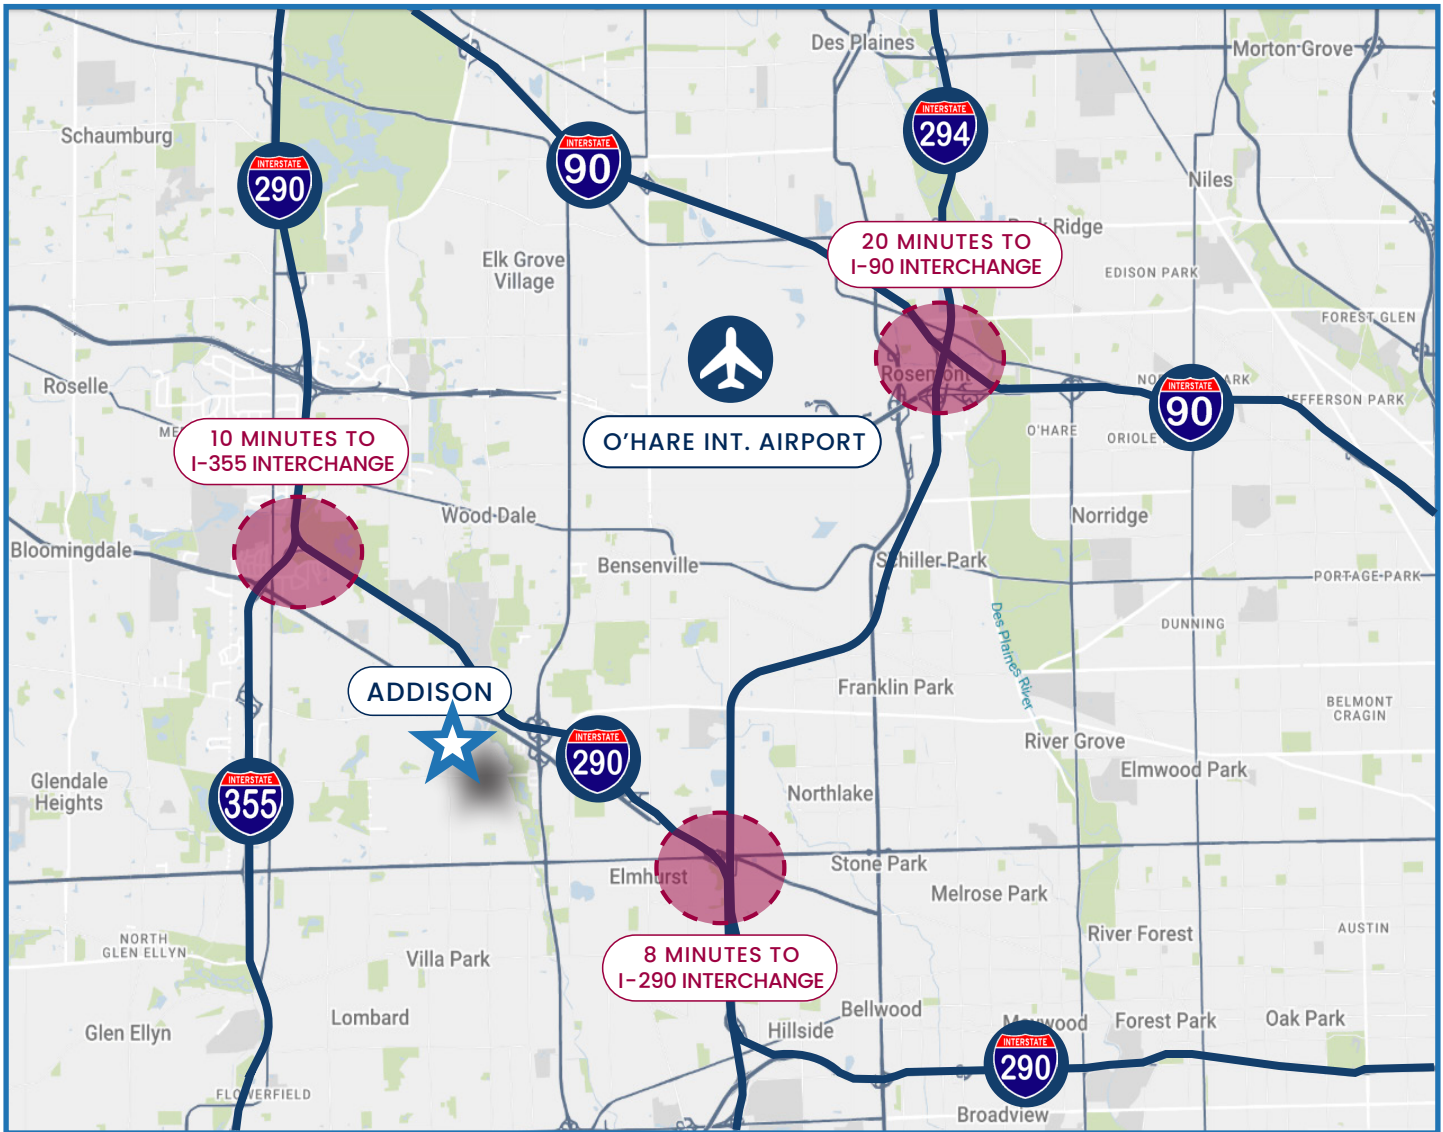 Des Plaines
Morton Grove
INTERSTATE
294
Schaumburg
INTERSTATE
90
INTERSTATE
290
Niles
Park Ridge
20 MINUTES TO
I-90 INTERCHANGE
Elk Grove
Village
EDISON PARK
FOREST GLEN
Roselle
Rosemont
INTERSTATE
90
JEFFERSON PARK
O'HARE
ORIOLE
O'HARE INT. AIRPORT
10 MINUTES TO
I-355 INTERCHANGE
Wood Dale
Norridge
Bloomingdale
Bensenville
Schiller Park
PORTAGE PARK
Des Plaines River
DUNNING
ADDISON
Franklin Park
BELMONT
CRAGIN
INTERSTATE
290
River Grove
Elmwood Park
Glendale
Heights
INTERSTATE
355
Northlake
Elmhurst
Stone Park
Melrose Park
NORTH
GLEN ELLYN
Villa Park
8 MINUTES TO
I-290 INTERCHANGE
River Forest
AUSTIN
Glen Ellyn
Lombard
Bellwood
Hillside
Maywood
Forest Park
Oak Park
INTERSTATE
290
FLOWERFIELD
Broadview